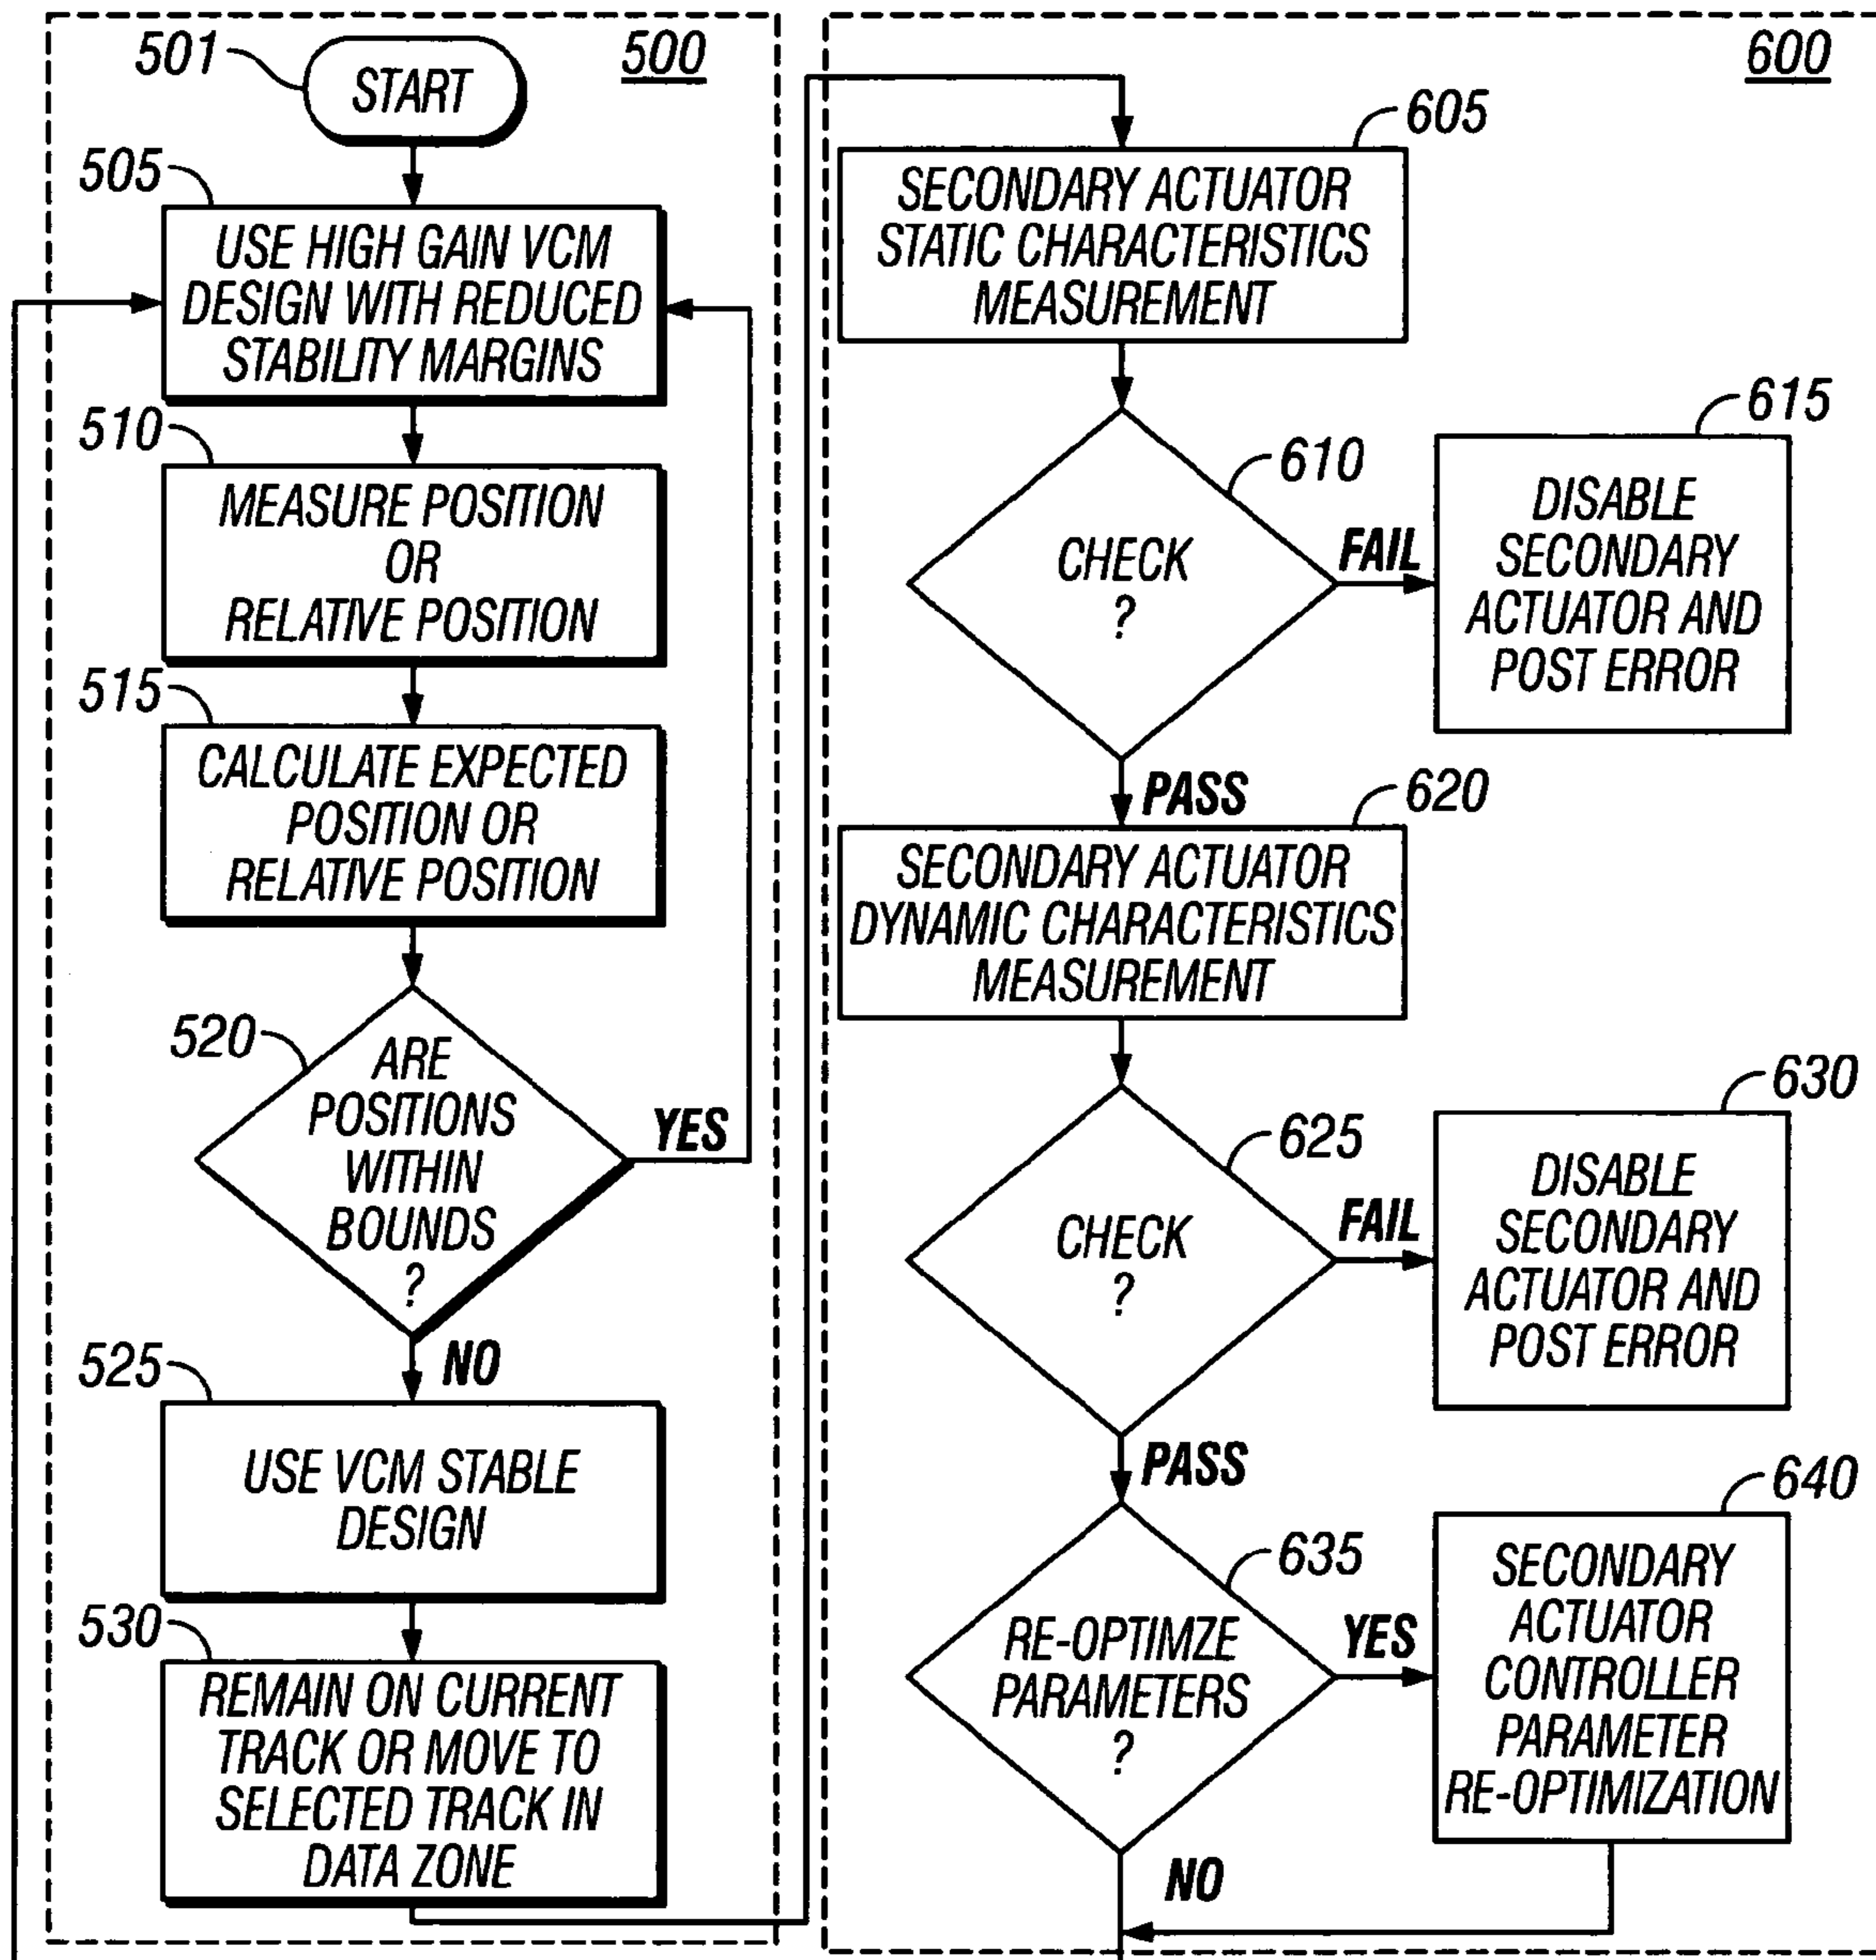 500
501
START
505
USE HIGH GAIN VCM
DESIGN WITH REDUCED
STABILITY MARGINS
510
MEASURE POSITION
OR
RELATIVE POSITION
515
CALCULATE EXPECTED
POSITION OR
RELATIVE POSITION
520
ARE
POSITIONS
WITHIN
BOUNDS
?
YES
NO
525
USE VCM STABLE
DESIGN
530
REMAIN ON CURRENT
TRACK OR MOVE TO
SELECTED TRACK IN
DATA ZONE
600
605
SECONDARY ACTUATOR
STATIC CHARACTERISTICS
MEASUREMENT
610
CHECK
?
FAIL
615
DISABLE
SECONDARY
ACTUATOR AND
POST ERROR
PASS
620
SECONDARY ACTUATOR
DYNAMIC CHARACTERISTICS
MEASUREMENT
625
CHECK
?
FAIL
630
DISABLE
SECONDARY
ACTUATOR AND
POST ERROR
PASS
635
RE-OPTIMZE
PARAMETERS
?
YES
640
SECONDARY
ACTUATOR
CONTROLLER
PARAMETER
RE-OPTIMIZATION
NO